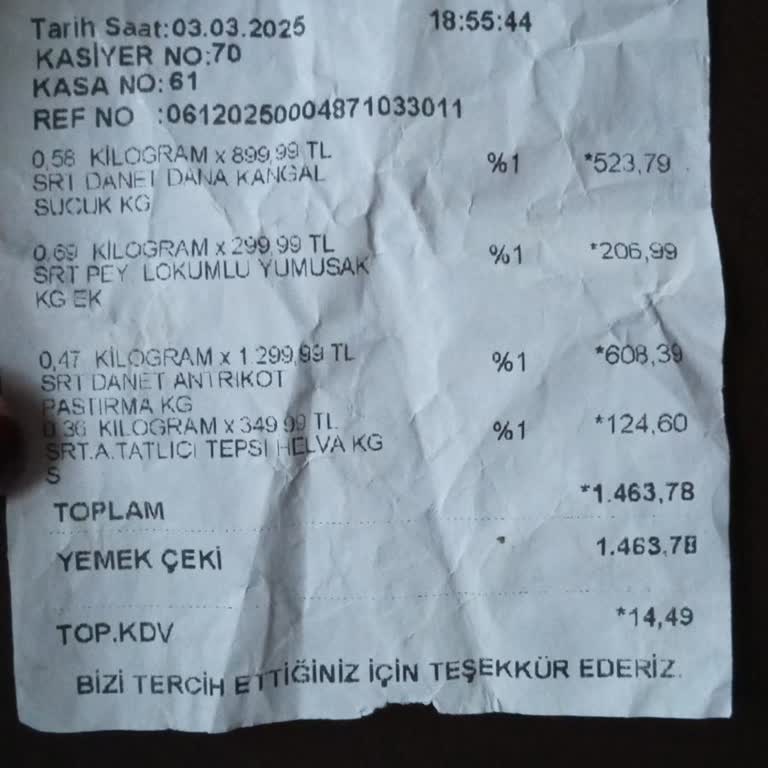 Tarih Saat:03.03.2025 18:55:44
KASİYER NO:70
KASA NO:61
REF NO :06120250004871033011
0,58 KİLOGRAM x 899,99 TL %1 *523,79
SRT DANET DANA KANGAL
SUCUK KG
0,69 KİLOGRAM x 299,99 TL %1 *206,99
SRT PEY LOKUMLU YUMUSAK
KG EK
0,47 KİLOGRAM x 1.299,99 TL %1 *608,39
SRT DANET ANTRIKOT
PASTIRMA KG
0,36 KİLOGRAM x 349,99 TL %1 *124,60
SRT.A.TATLICI TEPSI HELVA KG
S
TOPLAM *1.463,78
YEMEK ÇEKİ 1.463,78
TOP.KDV *14,49
BİZİ TERCİH ETTİĞİNİZ İÇİN TEŞEKKÜR EDERİZ.